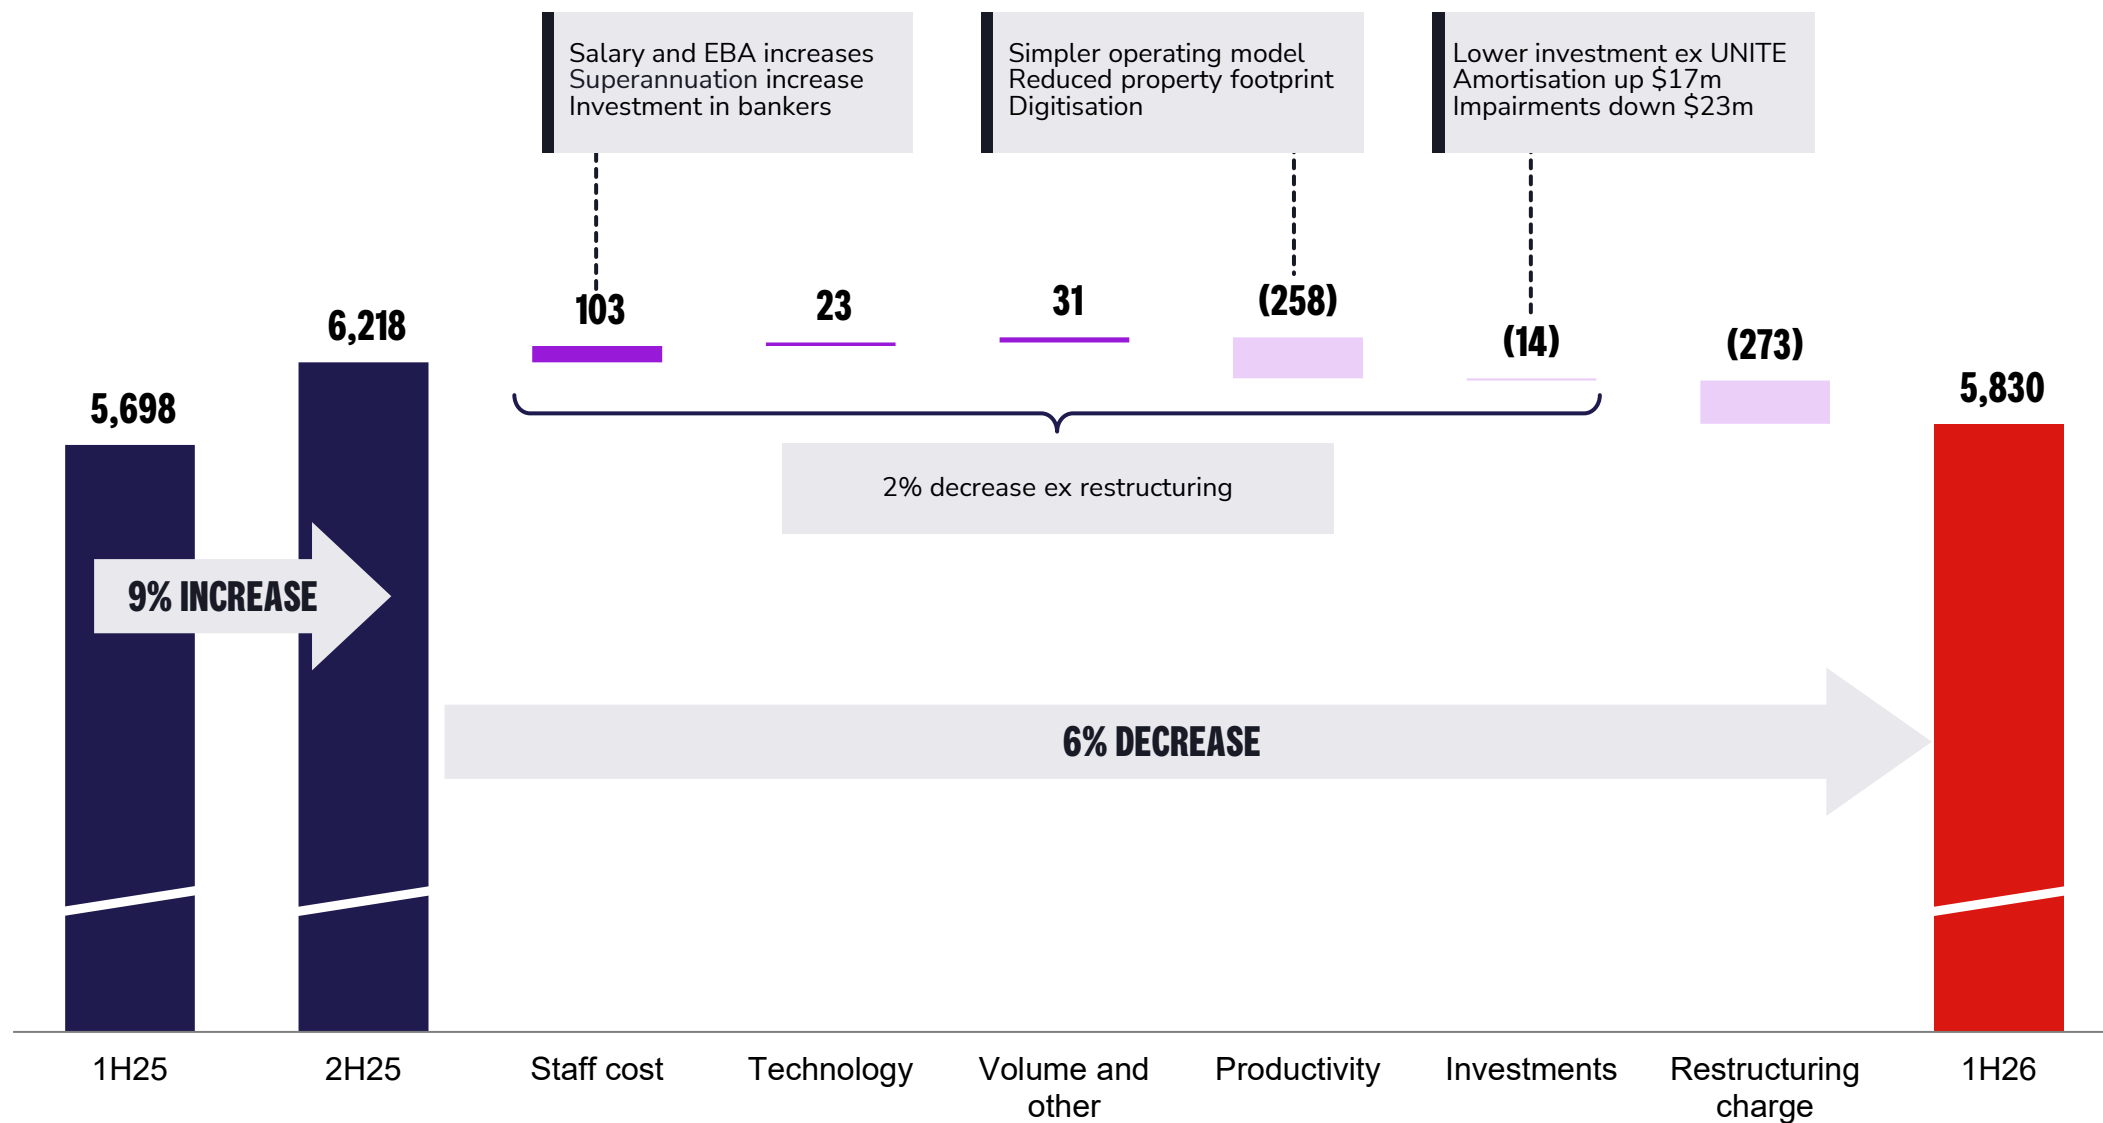 Salary and EBA increases
Superannuation increase
Investment in bankers
Simpler operating model
Reduced property footprint
Digitisation
Lower investment ex UNITE
Amortisation up $17m
Impairments down $23m
5,698
6,218
103
23
31
(258)
(14)
(273)
5,830
2% decrease ex restructuring
9% INCREASE
6% DECREASE
1H25
2H25
Staff cost
Technology
Volume and
other
Productivity
Investments
Restructuring
charge
1H26